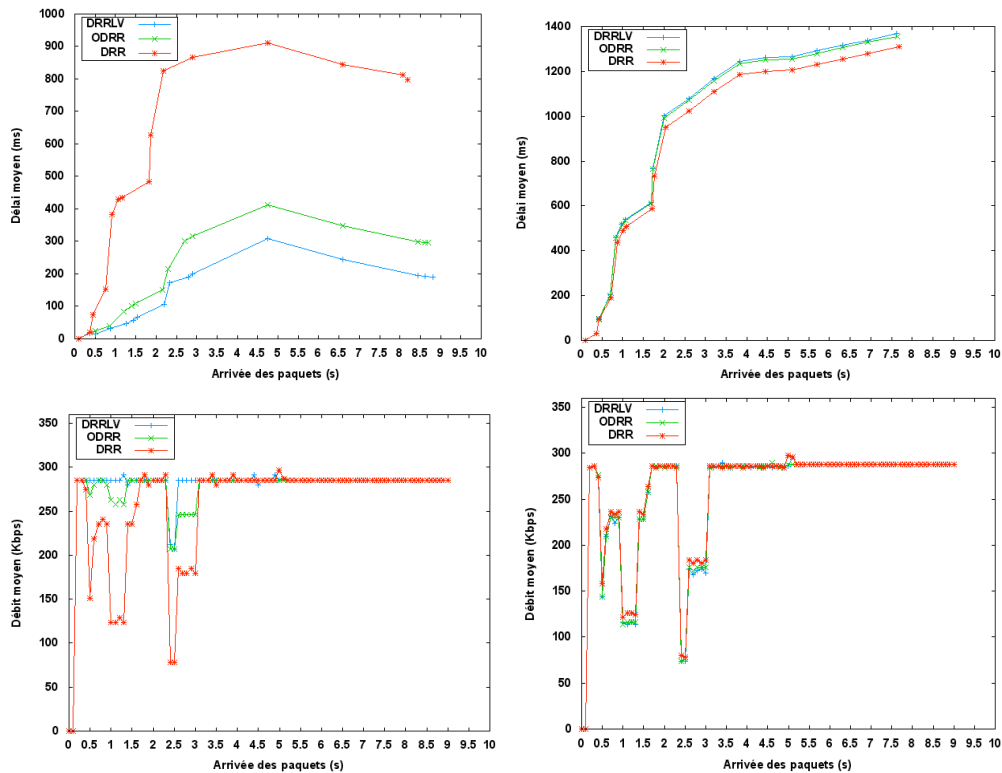 DRRLV
ODRR
DRR
1000
900
800
700
600
500
400
300
200
100
0
Délai moyen (ms)
0 0.5 1 1.5 2 2.5 3 3.5 4 4.5 5 5.5 6 6.5 7 7.5 8 8.5 9 9.5 10
Arrivée des paquets (s)
DRRLV
ODRR
DRR
1400
1200
1000
800
600
400
200
0
Délai moyen (ms)
0 0.5 1 1.5 2 2.5 3 3.5 4 4.5 5 5.5 6 6.5 7 7.5 8 8.5 9 9.5 10
Arrivée des paquets (s)
DRRLV
ODRR
DRR
350
300
250
200
150
100
50
0
Débit moyen (Kbps)
0 0.5 1 1.5 2 2.5 3 3.5 4 4.5 5 5.5 6 6.5 7 7.5 8 8.5 9 9.5 10
Arrivée des paquets (s)
DRRLV
ODRR
DRR
350
300
250
200
150
100
50
0
Débit moyen (Kbps)
0 0.5 1 1.5 2 2.5 3 3.5 4 4.5 5 5.5 6 6.5 7 7.5 8 8.5 9 9.5 10
Arrivée des paquets (s)